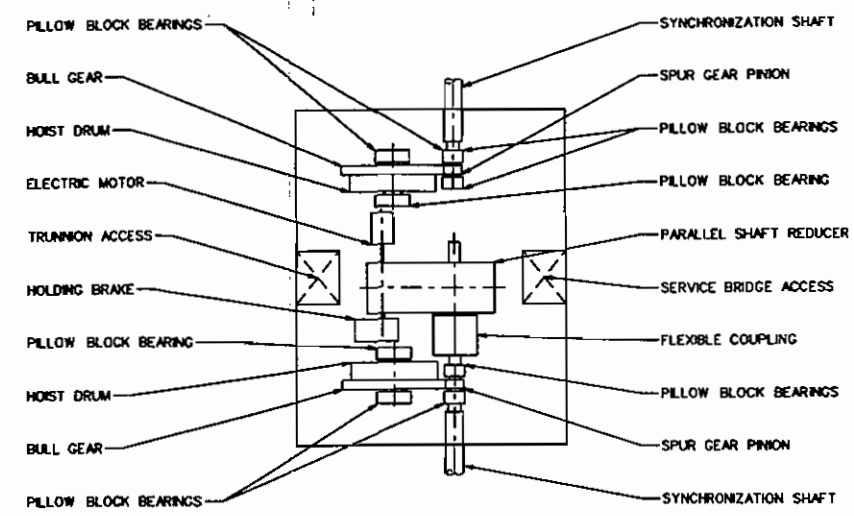 PILLOW BLOCK BEARINGS
BULL GEAR
HOIST DRUM
ELECTRIC MOTOR
TRUNNION ACCESS
HOLDING BRAKE
PILLOW BLOCK BEARING
HOIST DRUM
BULL GEAR
PILLOW BLOCK BEARINGS
SYNCHRONIZATION SHAFT
SPUR GEAR PINION
PILLOW BLOCK BEARINGS
PILLOW BLOCK BEARING
PARALLEL SHAFT REDUCER
SERVICE BRIDGE ACCESS
FLEXIBLE COUPLING
PILLOW BLOCK BEARINGS
SPUR GEAR PINION
SYNCHRONIZATION SHAFT